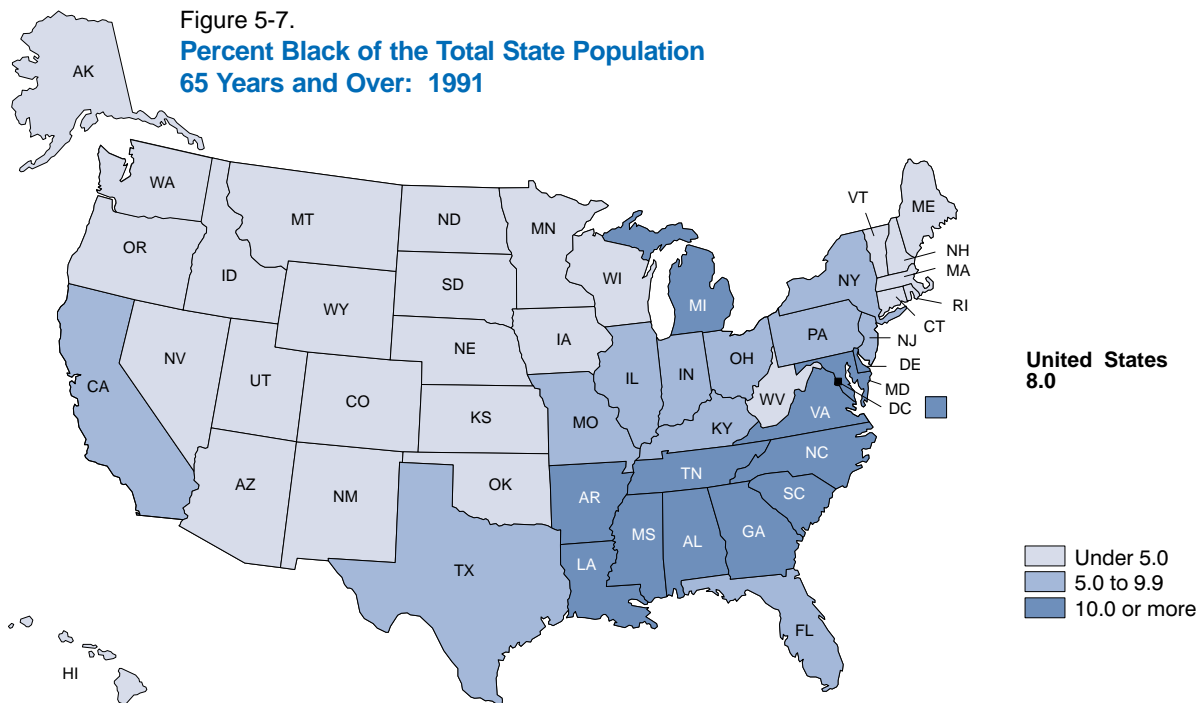 Figure 5-7.
Percent Black of the Total State Population
65 Years and Over: 1991
AK
WA
MT
ND
MN
VT
ME
OR
ID
SD
WI
NH
MA
WY
MI
NY
RI
CT
NV
UT
NE
IA
PA
NJ
CA
CO
IL
IN
OH
DE
MD
WV
DC
KS
MO
KY
VA
AZ
NM
OK
AR
TN
NC
SC
MS
AL
GA
LA
TX
FL
HI
United States
8.0
Under 5.0
5.0 to 9.9
10.0 or more